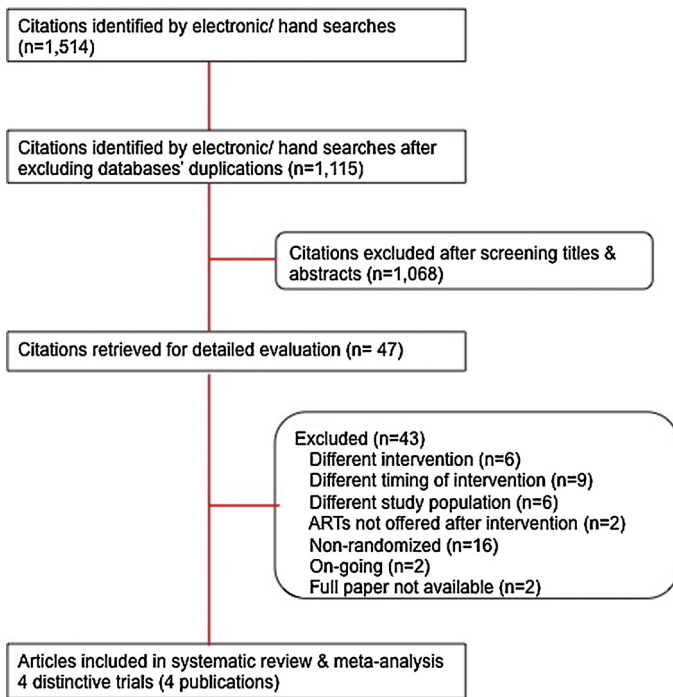 Citations identified by electronic/ hand searches
(n=1,514)
Citations identified by electronic/ hand searches after
excluding databases' duplications (n=1,115)
Citations excluded after screening titles &
abstracts (n=1,068)
Citations retrieved for detailed evaluation (n= 47)
Excluded (n=43)
Different intervention (n=6)
Different timing of intervention (n=9)
Different study population (n=6)
ARTs not offered after intervention (n=2)
Non-randomized (n=16)
On-going (n=2)
Full paper not available (n=2)
Articles included in systematic review & meta-analysis
4 distinctive trials (4 publications)